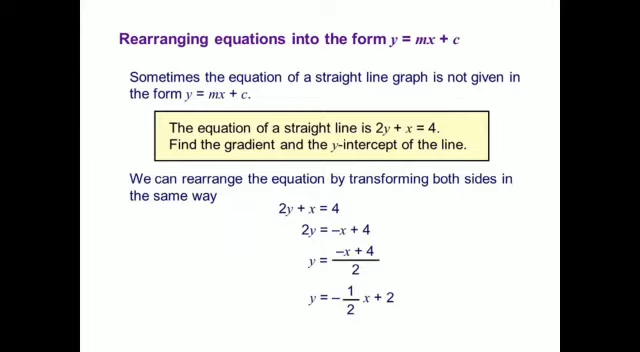 Rearranging equations into the form y = mx + c
Sometimes the equation of a straight line graph is not given in
the form y = mx + c.
The equation of a straight line is 2y + x = 4.
Find the gradient and the y-intercept of the line.
We can rearrange the equation by transforming both sides in
the same way
2y + x = 4
2y = –x + 4
y = –x + 4 / 2
y = – 1/2 x + 2